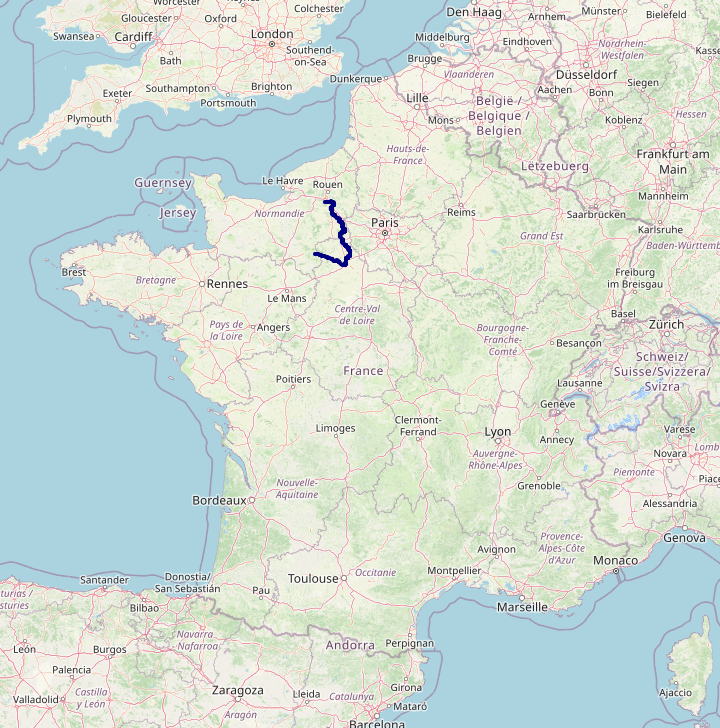 Worcester
Gloucester
Colchester
Den Haag
Arnhem
Münster
Bielefeld
Swansea
Cardiff
Oxford
London
Southend-
on-Sea
Middelburg
Eindhoven
Nordrhein-
Westfalen
Kassel
Bath
Brugge
Düsseldorf
Exeter
Southampton
Brighton
Dunkerque
Vlaanderen
Aachen
Siegen
Portsmouth
Lille
België /
Belgique /
Belgien
Bonn
Plymouth
Mons
Koblenz
Hessen
Hauts-de-
France
Frankfurt am
Main
Lëtzebuerg
Guernsey
Le Havre
Rouen
Mannheim
Jersey
Normandie
Paris
Reims
Saarbrücken
Karlsruhe
Grand Est
Baden-Württemb
Brest
Bretagne
Rennes
Freiburg
im Breisgau
Le Mans
Basel
Zürich
Pays de
la Loire
Angers
Centre-Val
de Loire
Bourgogne-
Franche-
Comté
Besançon
Schweiz/
Suisse/Svizzera/
Svizra
Poitiers
France
Lausanne
Genève
Limoges
Clermont-
Ferrand
Lyon
Annecy
Varese
Novara
Lomb
Auvergne-
Rhône-Alpes
Piemonte
Piace
Nouvelle-
Aquitaine
Grenoble
Bordeaux
Alessandria
Provence-
Alpes-Côte
d'Azur
Genova
Avignon
Monaco
Santander
Donostia/
San Sebastián
Toulouse
Occitanie
Montpellier
turias /
sturies
Bilbao
Pau
Marseille
Navarra
Nafarroa
Andorra
Perpignan
León
Burgos
Palencia
Girona
Ajaccio
Valladolid
Castilla
y León
Zaragoza
Lleida
Catalunya
Mataró
Aragón
Barcelona